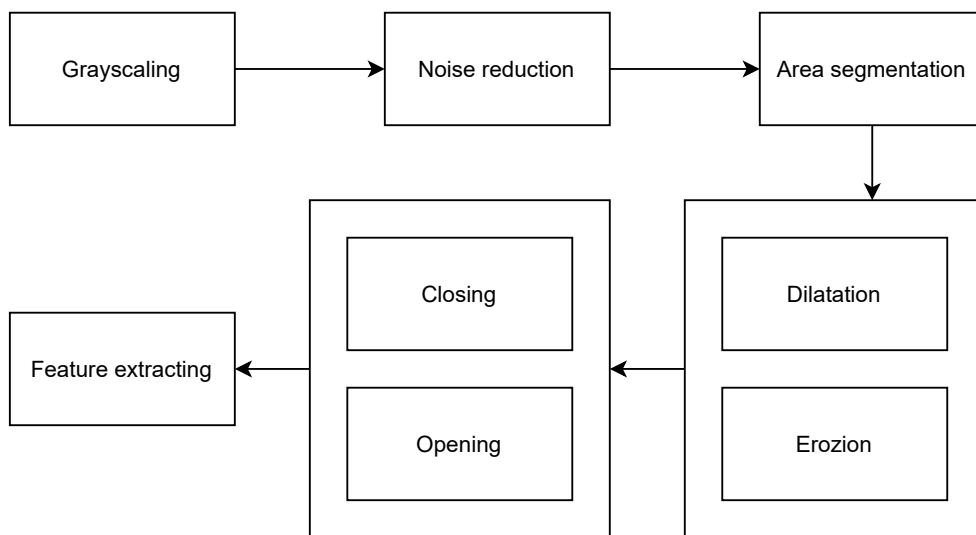 Grayscaling
Noise reduction
Area segmentation
Dilatation
Erozion
Closing
Opening
Feature extracting